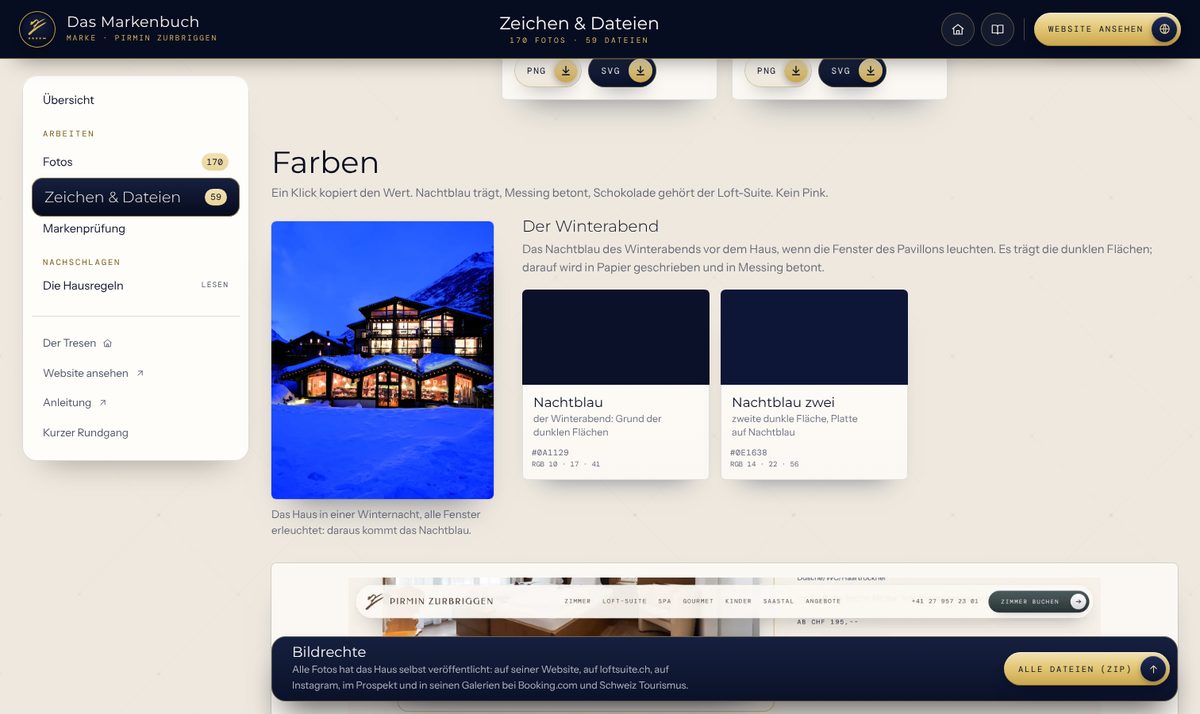 Das Markenbuch
MARKE · PIRMIN ZURBRIGGEN
Zeichen & Dateien
170 FOTOS · 59 DATEIEN
WEBSITE ANSEHEN
PNG
SVG
PNG
SVG
Übersicht
ARBEITEN
Fotos
170
Zeichen & Dateien
59
Markenprüfung
NACHSCHLAGEN
Die Hausregeln
LESEN
Der Tresen
Website ansehen
Anleitung
Kurzer Rundgang
Farben
Ein Klick kopiert den Wert. Nachtblau trägt, Messing betont, Schokolade gehört der Loft-Suite. Kein Pink.
Das Haus in einer Winternacht, alle Fenster
erleuchtet: daraus kommt das Nachtblau.
Der Winterabend
Das Nachtblau des Winterabends vor dem Haus, wenn die Fenster des Pavillons leuchten. Es trägt die dunklen Flächen;
darauf wird in Papier geschrieben und in Messing betont.
Nachtblau
der Winterabend: Grund der
dunklen Flächen
#0A1129
RGB 10 · 17 · 41
Nachtblau zwei
zweite dunkle Fläche, Platte
auf Nachtblau
#0E1638
RGB 14 · 22 · 56
PIRMIN ZURBRIGGEN
ZIMMER LOFT-SUITE SPA GOURMET KINDER SAASTAL ANGEBOTE
+41 27 957 23 01
ZIMMER BUCHEN
AB CHF 195,--
Bildrechte
Alle Fotos hat das Haus selbst veröffentlicht: auf seiner Website, auf loftsuite.ch, auf
Instagram, im Prospekt und in seinen Galerien bei Booking.com und Schweiz Tourismus.
ALLE DATEIEN (ZIP)